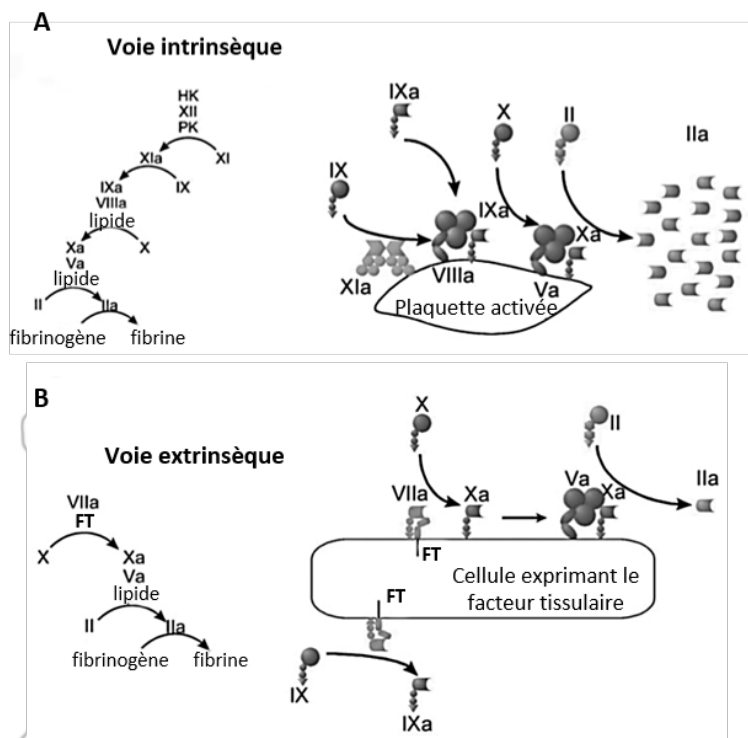 A
Voie intrinsèque
HK
XII
PK
XIa
XI
IXa
IX
VIIIa
lipide
Xa
X
Va
lipide
II
IIa
fibrinogène
fibrine
IXa
X
II
IIa
IX
IXa
Xa
XIa
VIIIa
Va
Plaquette activée
B
Voie extrinsèque
VIIa
FT
X
Xa
Va
lipide
II
IIa
fibrinogène
fibrine
X
II
VIIa
Xa
Va
Xa
IIa
FT
Cellule exprimant le
facteur tissulaire
FT
IX
IXa